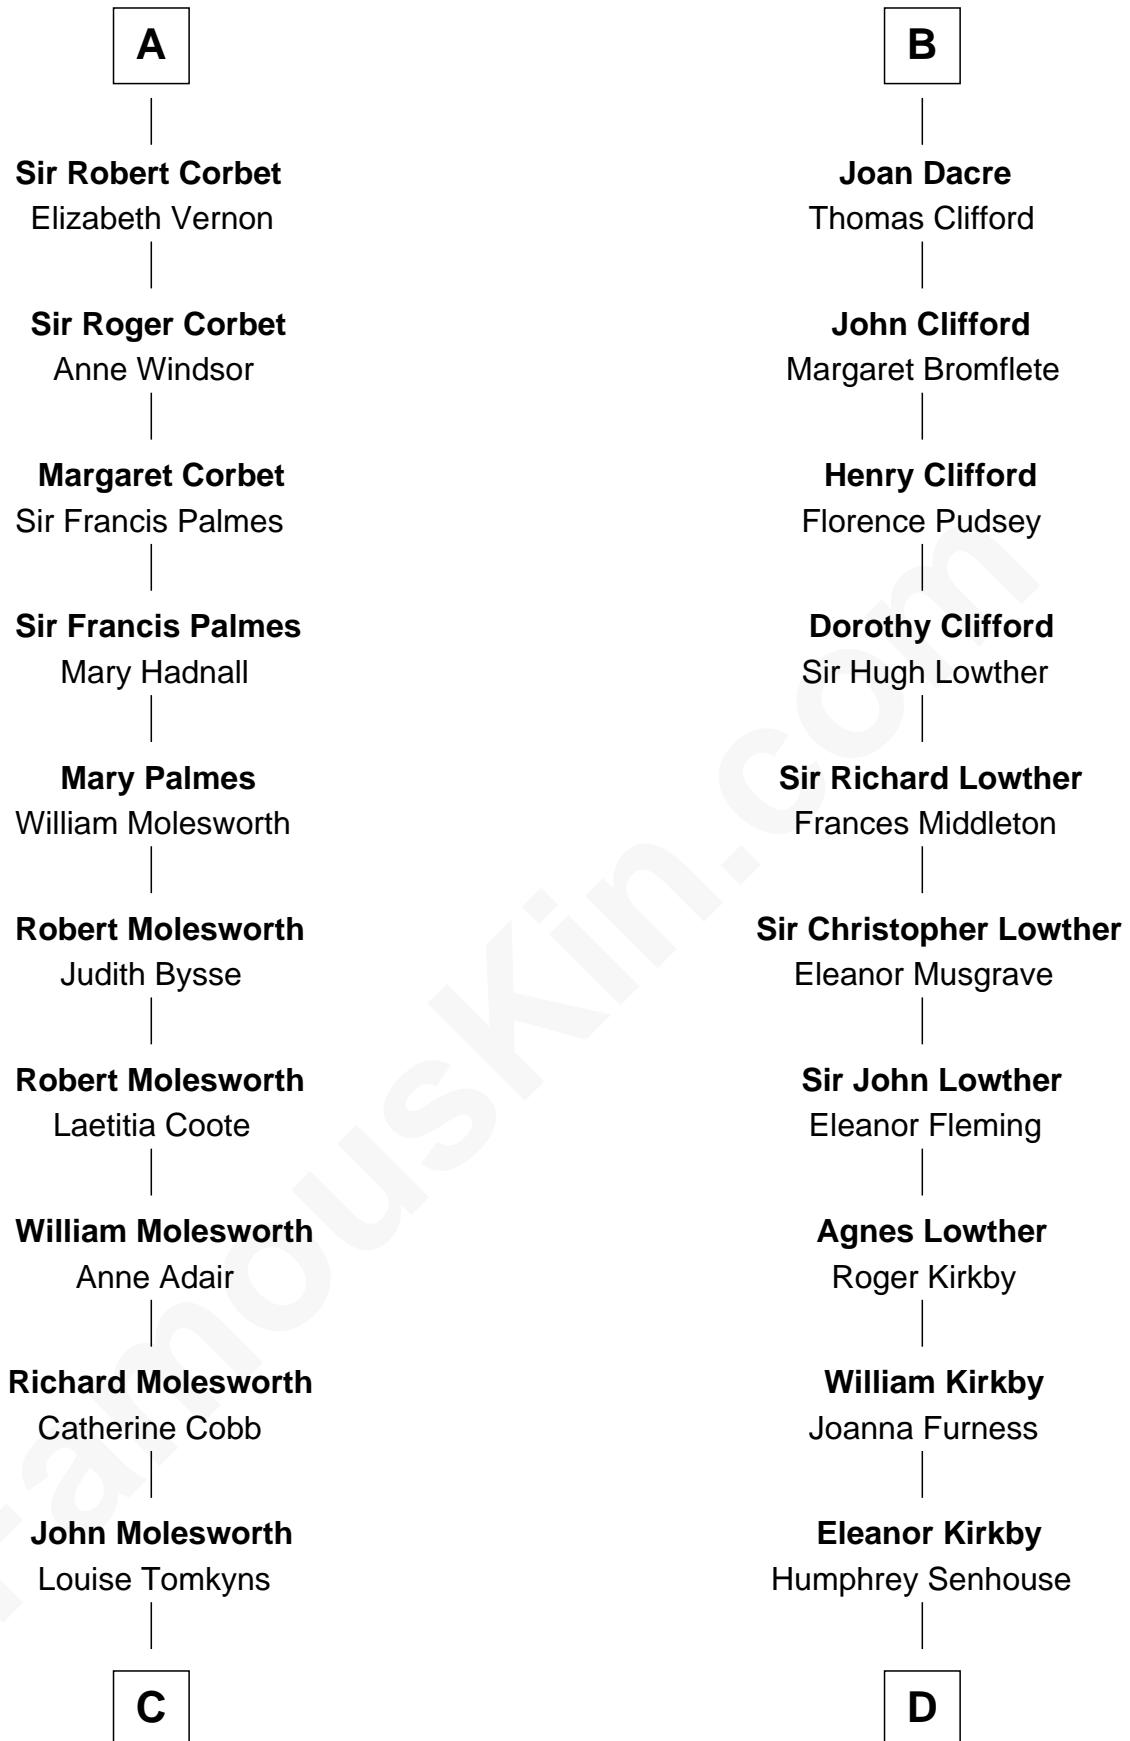 A
Sir Robert Corbet
Elizabeth Vernon
Sir Roger Corbet
Anne Windsor
Margaret Corbet
Sir Francis Palmes
Sir Francis Palmes
Mary Hadnall
Mary Palmes
William Molesworth
Robert Molesworth
Judith Bysse
Robert Molesworth
Laetitia Coote
William Molesworth
Anne Adair
Richard Molesworth
Catherine Cobb
John Molesworth
Louise Tomkyns
C
B
Joan Dacre
Thomas Clifford
John Clifford
Margaret Bromflete
Henry Clifford
Florence Pudsey
Dorothy Clifford
Sir Hugh Lowther
Sir Richard Lowther
Frances Middleton
Sir Christopher Lowther
Eleanor Musgrave
Sir John Lowther
Eleanor Fleming
Agnes Lowther
Roger Kirkby
William Kirkby
Joanna Furness
Eleanor Kirkby
Humphrey Senhouse
D
FamousKin.com